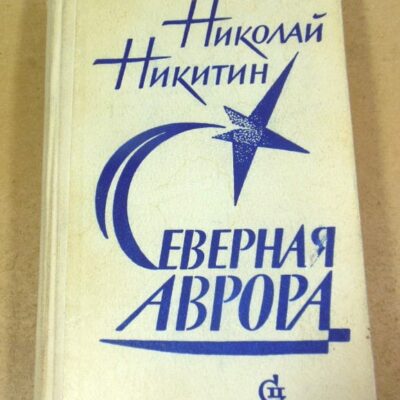 Николай
Никитин
Северная
Аврора